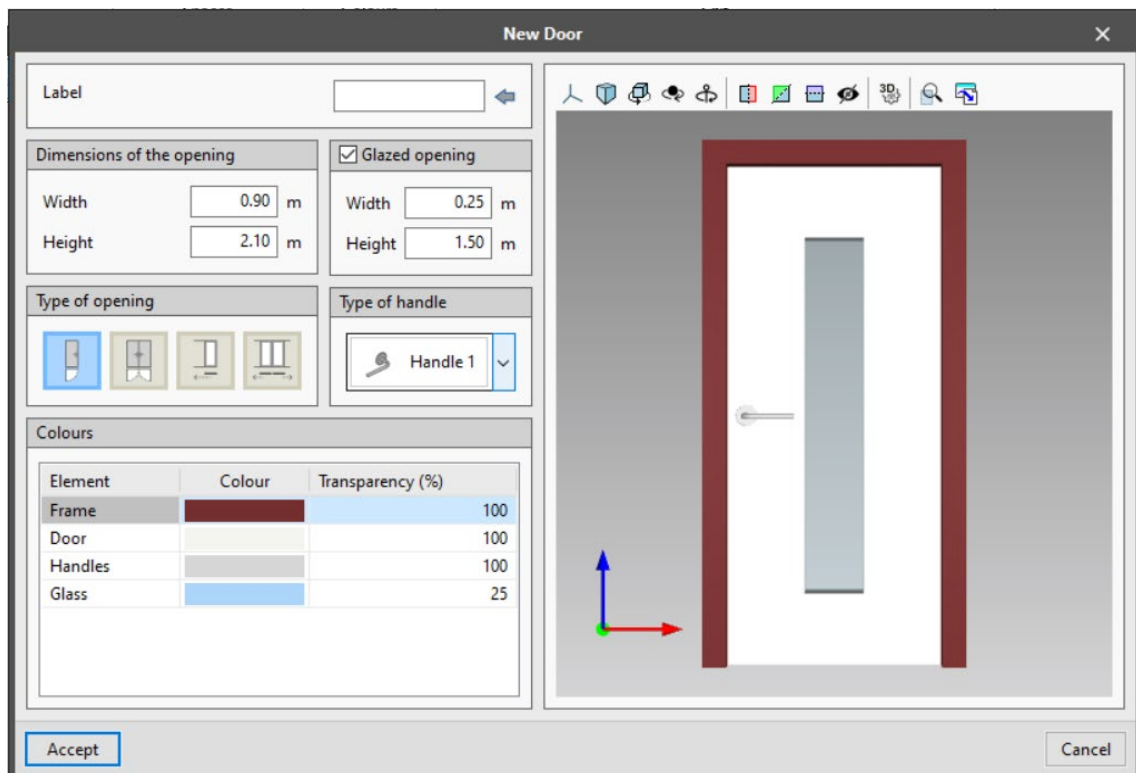 New Door
Label
Dimensions of the opening
Width 0.90 m
Height 2.10 m
Glazed opening
Width 0.25 m
Height 1.50 m
Type of opening
Type of handle
Handle 1
Colours
Element Colour Transparency (%)
Frame 100
Door 100
Handles 100
Glass 25
3D
Accept
Cancel